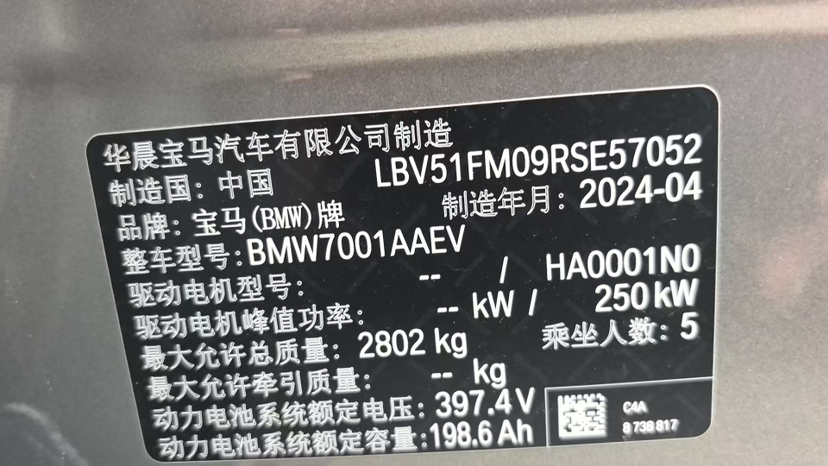 华晨宝马汽车有限公司制造
制造国：中国 LBV51FM09RSE57052
品牌：宝马(BMW)牌 制造年月：2024-04
整车型号：BMW7001AAEV
驱动电机型号： -- / HA0001N0
驱动电机峰值功率： -- kW / 250 kW
最大允许总质量： 2802 kg 乘坐人数：5
最大允许牵引质量： -- kg
动力电池系统额定电压：397.4 V C4A
动力电池系统额定容量：198.6 Ah 8 738 817